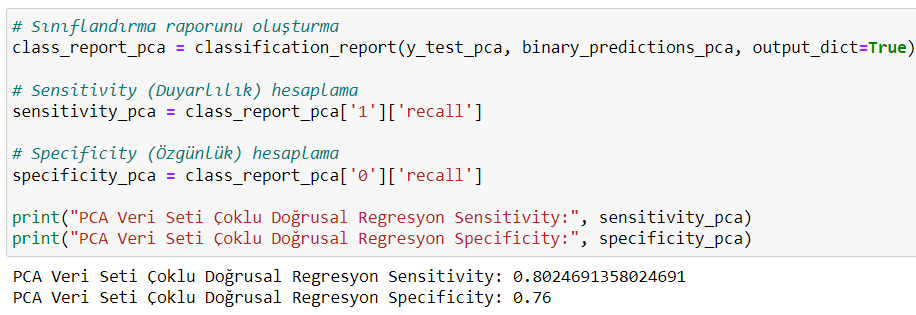 # Sınıflandırma raporunu oluşturma
class_report_pca = classification_report(y_test_pca, binary_predictions_pca, output_dict=True)
# Sensitivity (Duyarlılık) hesaplama
sensitivity_pca = class_report_pca['1']['recall']
# Specificity (Özgünlük) hesaplama
specificity_pca = class_report_pca['0']['recall']
print("PCA Veri Seti Çoklu Doğrusal Regresyon Sensitivity:", sensitivity_pca)
print("PCA Veri Seti Çoklu Doğrusal Regresyon Specificity:", specificity_pca)
PCA Veri Seti Çoklu Doğrusal Regresyon Sensitivity: 0.8024691358024691
PCA Veri Seti Çoklu Doğrusal Regresyon Specificity: 0.76